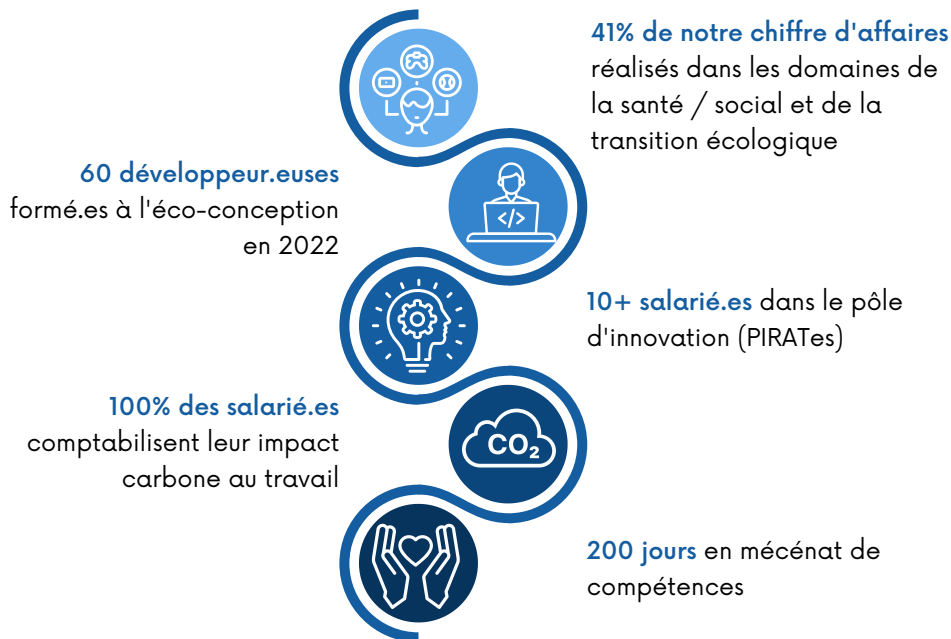 41% de notre chiffre d'affaires
réalisés dans les domaines de
la santé / social et de la
transition écologique
60 développeur.euses
formé.es à l'éco-conception
en 2022
</>
10+ salarié.es dans le pôle
d'innovation (PIRATes)
100% des salarié.es
comptabilisent leur impact
carbone au travail
CO₂
200 jours en mécénat de
compétences